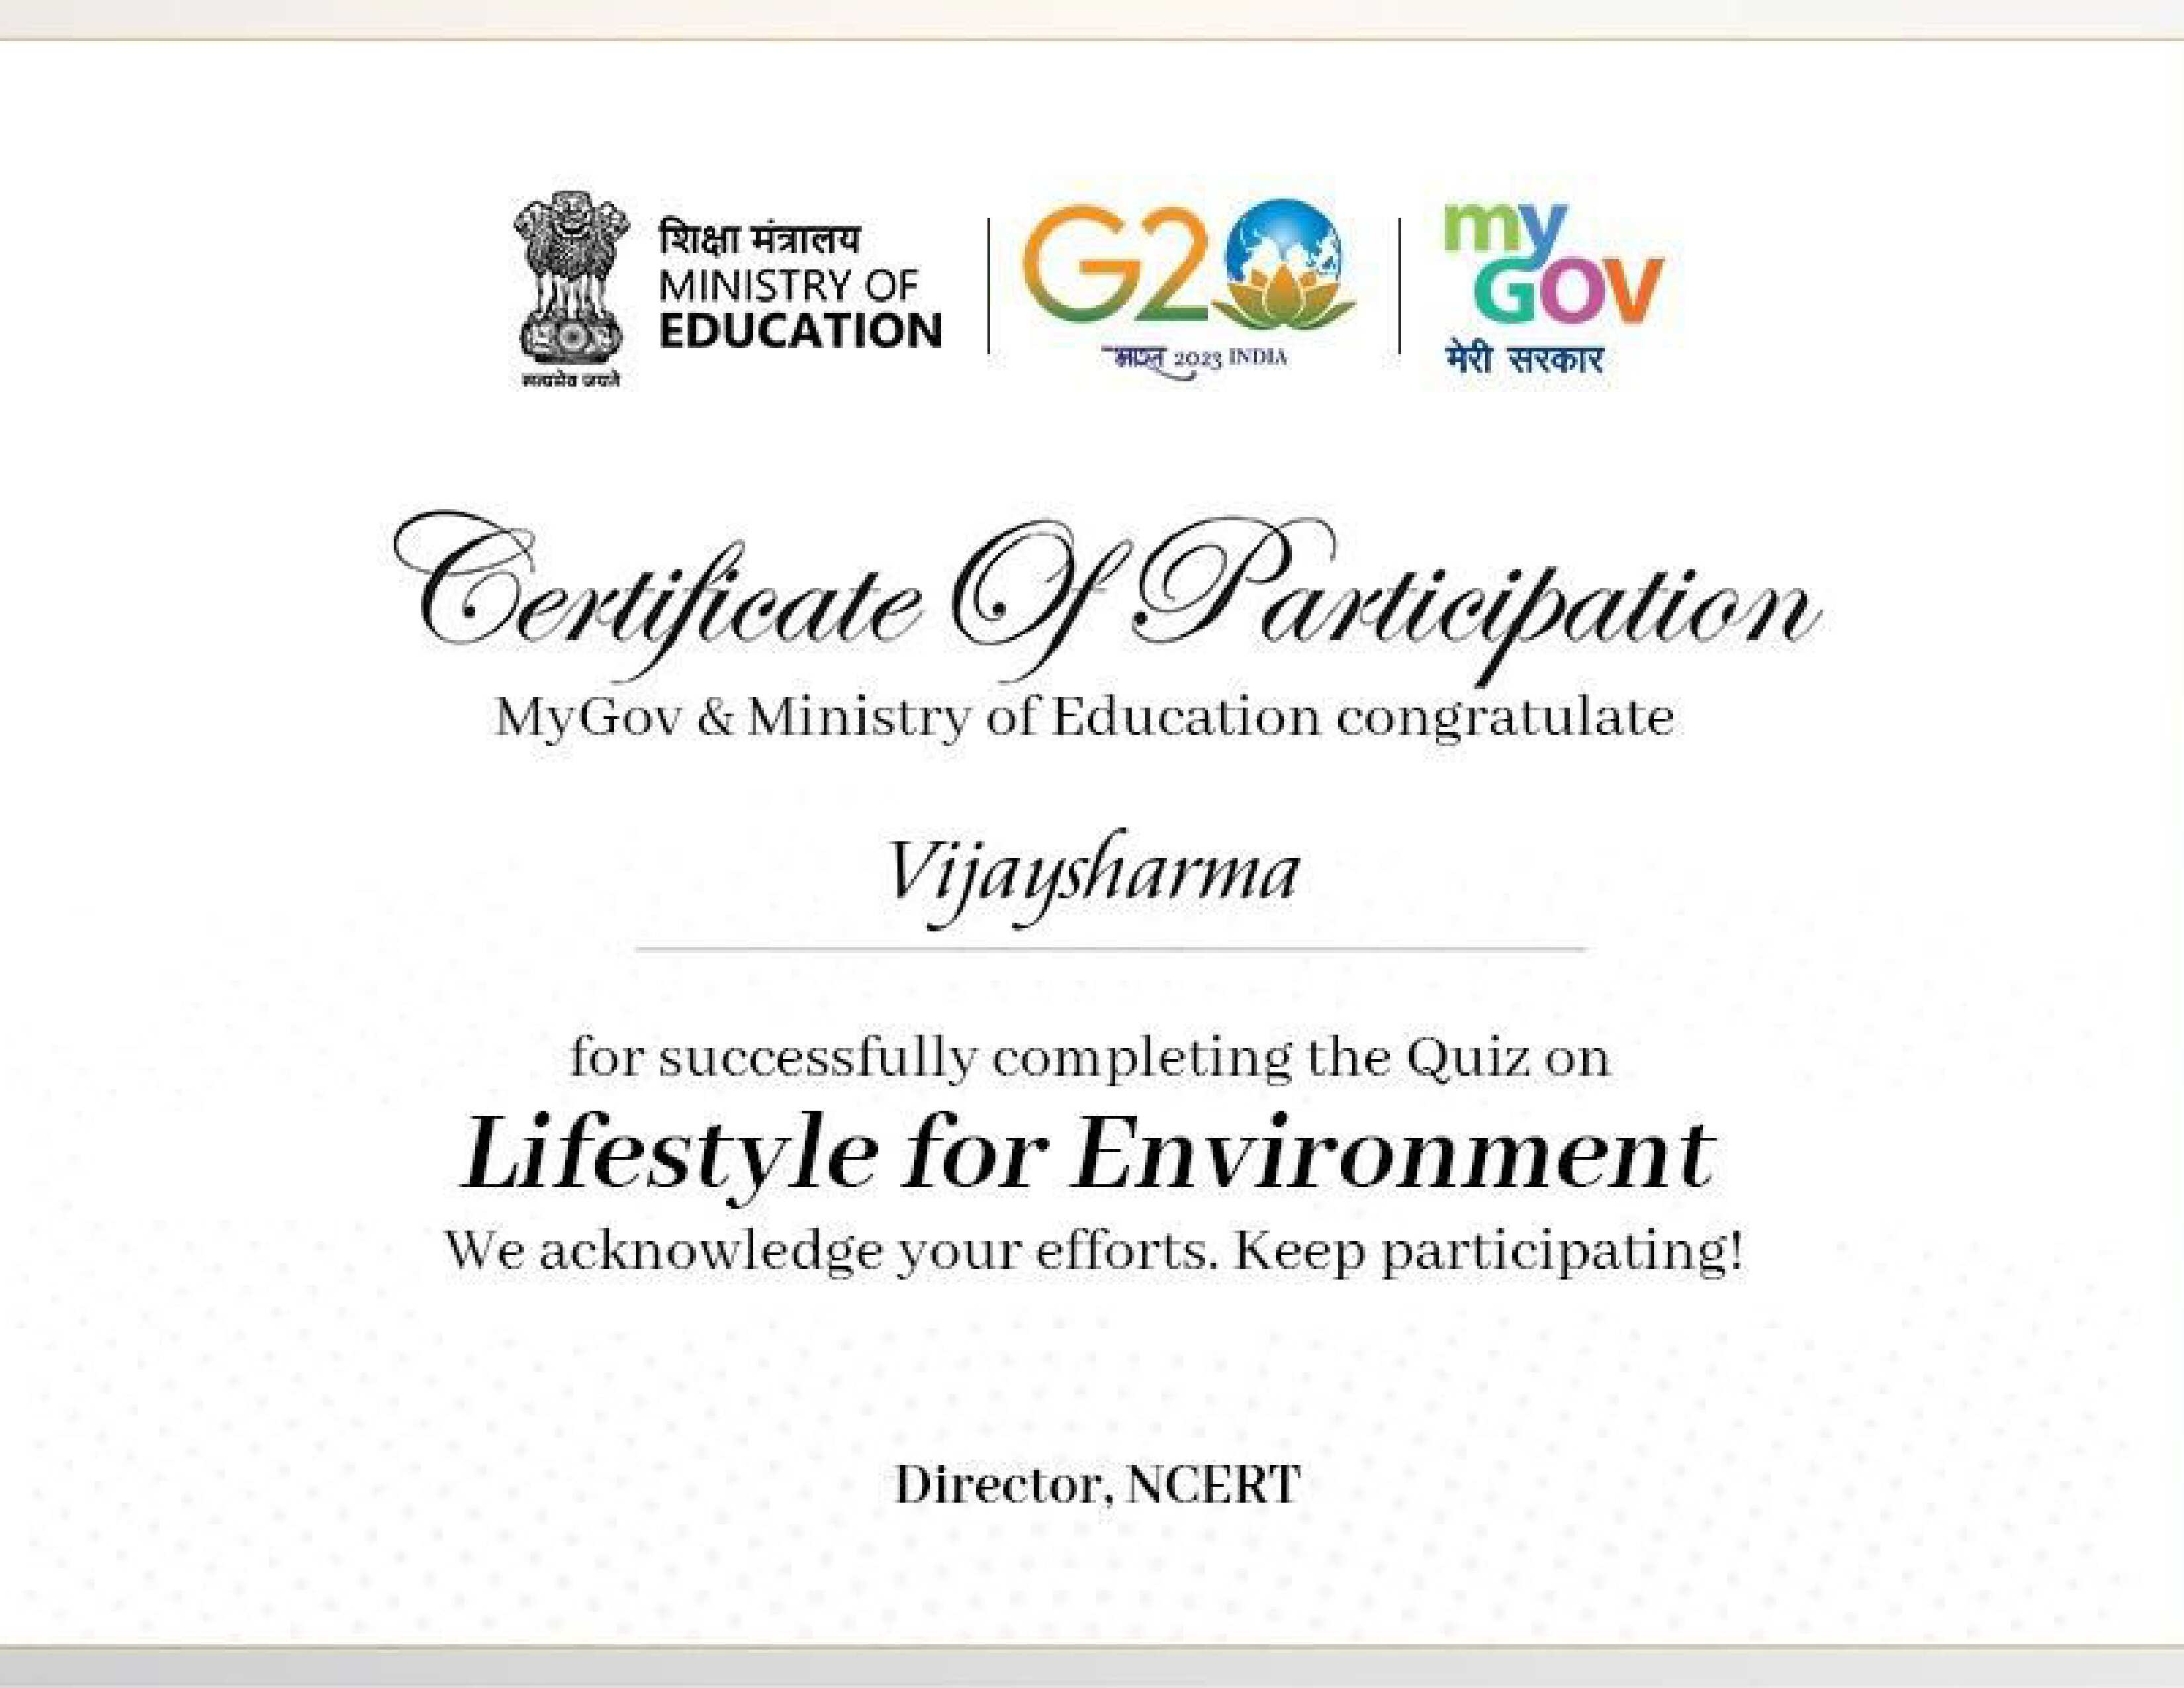 शिक्षा मंत्रालय
MINISTRY OF
EDUCATION
सत्यमेव जयते
G20
भारत 2023 INDIA
my
GOV
मेरी सरकार
Certificate Of Participation
MyGov & Ministry of Education congratulate
Vijaysharma
for successfully completing the Quiz on
Lifestyle for Environment
We acknowledge your efforts. Keep participating!
Director, NCERT